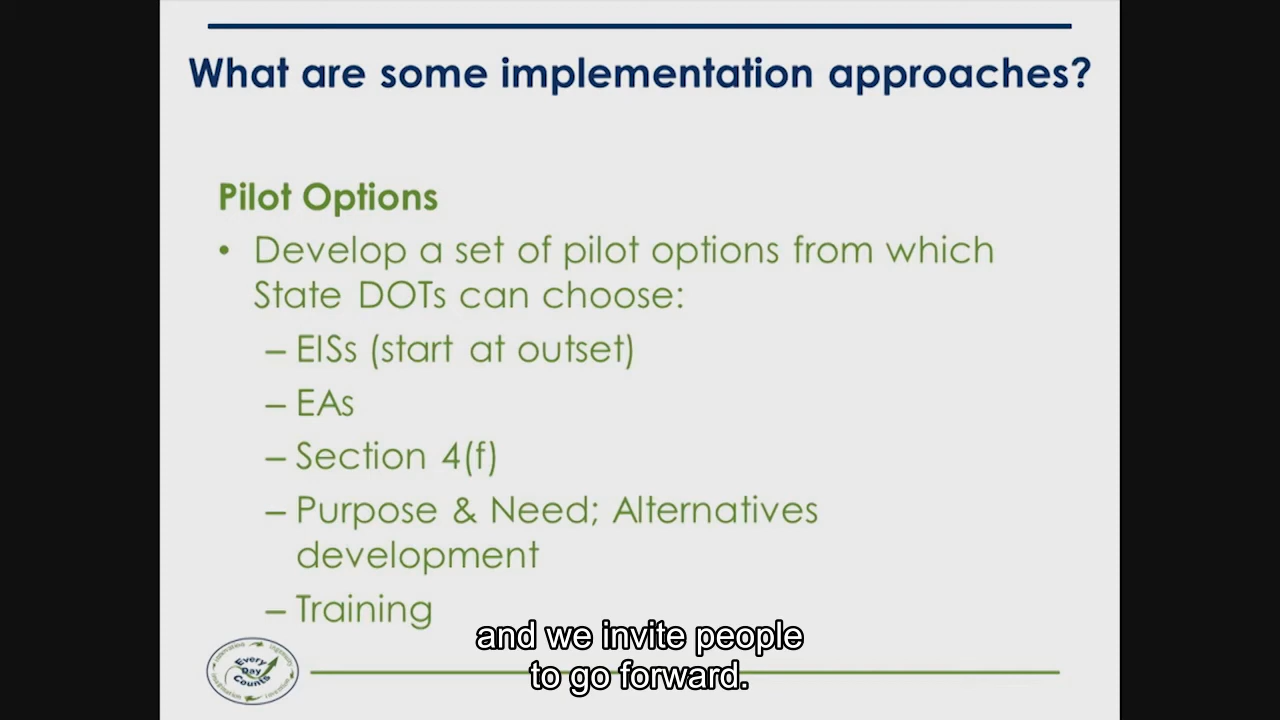 What are some implementation approaches?
Pilot Options
• Develop a set of pilot options from which
State DOTs can choose:
– EISs (start at outset)
– EAs
– Section 4(f)
– Purpose & Need; Alternatives
development
– Training
and we invite people
to go forward.
Every
Day
Counts